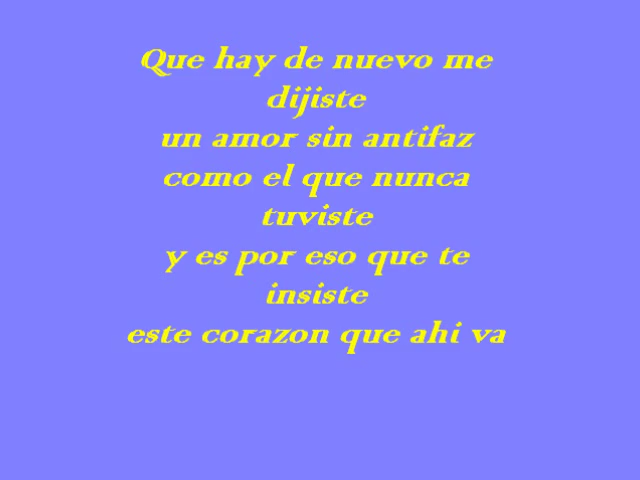 Que hay de nuevo me
dijiste
un amor sin antifaz
como el que nunca
tuviste
y es por eso que te
insiste
este corazon que ahi va